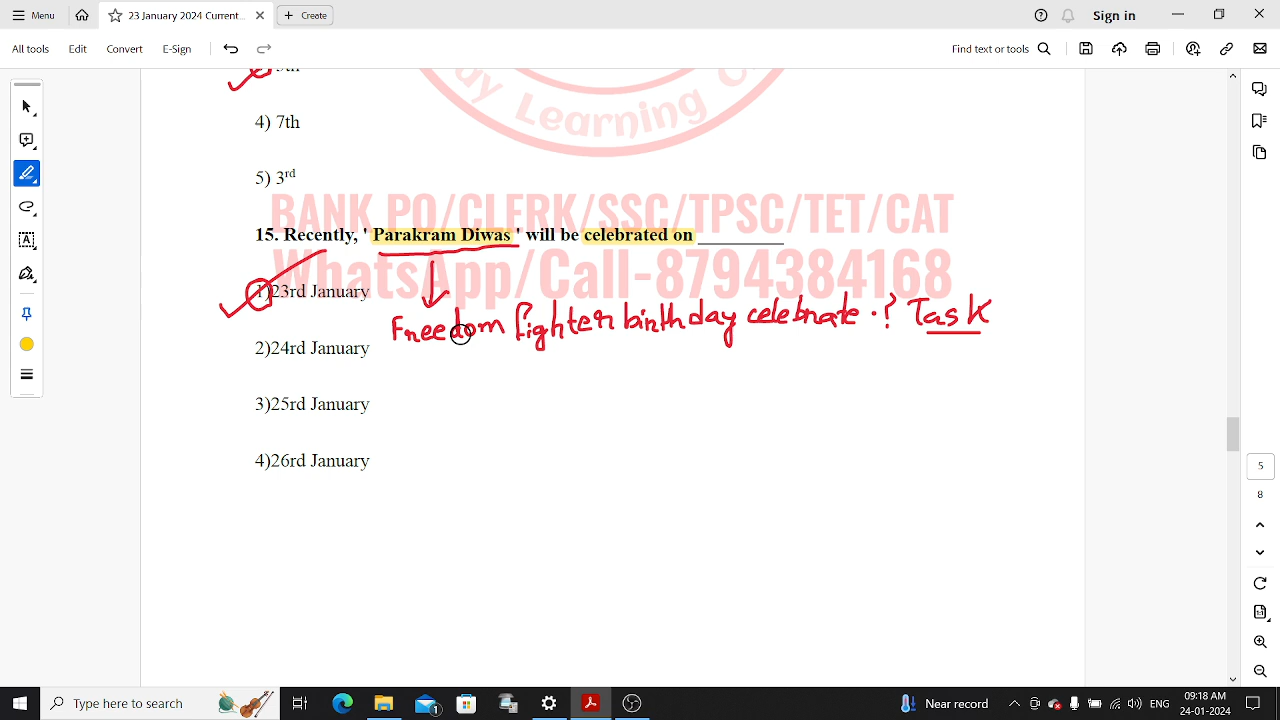 Menu
23 January 2024 Current...
Create
Sign in
All tools Edit Convert E-Sign
Find text or tools
Learning
4) 7th
5) 3rd
BANK PO/CLERK/SSC/TPSC/TET/CAT
15. Recently, ' Parakram Diwas ' will be celebrated on _________
WhatsApp/Call-8794384168
1)23rd January
Freedom fighter birthday celebrate .? Task
2)24rd January
3)25rd January
4)26rd January
5
8
Type here to search
1
Near record
ENG
09:18 AM
24-01-2024